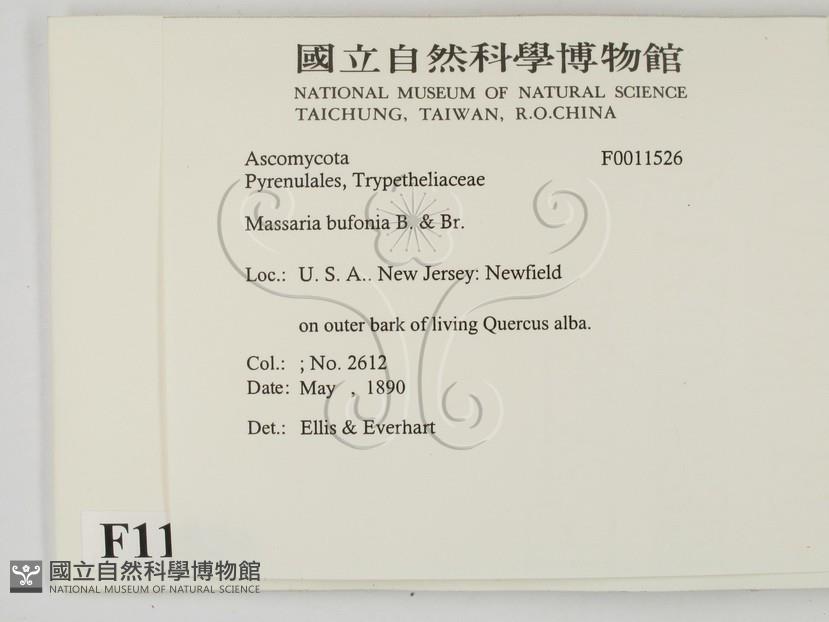 國立自然科學博物館
NATIONAL MUSEUM OF NATURAL SCIENCE
TAICHUNG, TAIWAN, R.O.CHINA
Ascomycota F0011526
Pyrenulales, Trypetheliaceae
Massaria bufonia B. & Br.
Loc.: U. S. A.. New Jersey: Newfield
on outer bark of living Quercus alba.
Col.: ; No. 2612
Date: May , 1890
Det.: Ellis & Everhart
F11
國立自然科學博物館
NATIONAL MUSEUM OF NATURAL SCIENCE